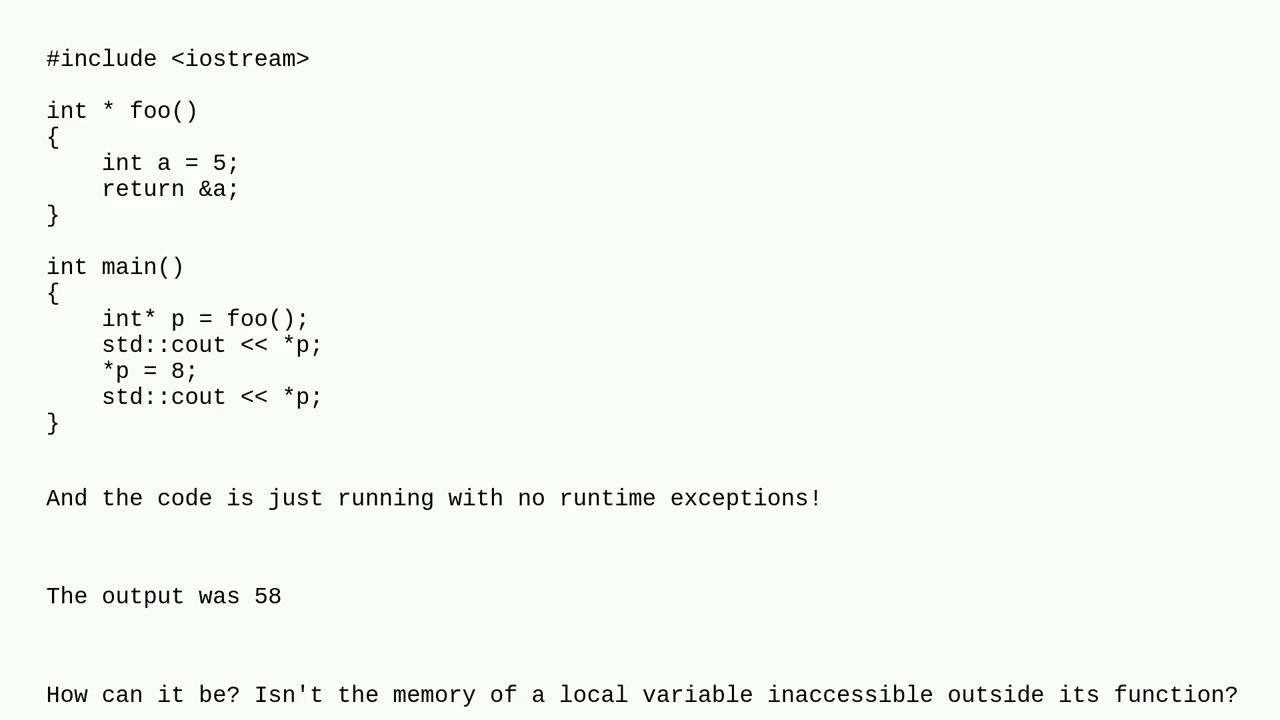 #include <iostream>
int * foo()
{
    int a = 5;
    return &a;
}
int main()
{
    int* p = foo();
    std::cout << *p;
    *p = 8;
    std::cout << *p;
}
And the code is just running with no runtime exceptions!
The output was 58
How can it be? Isn't the memory of a local variable inaccessible outside its function?